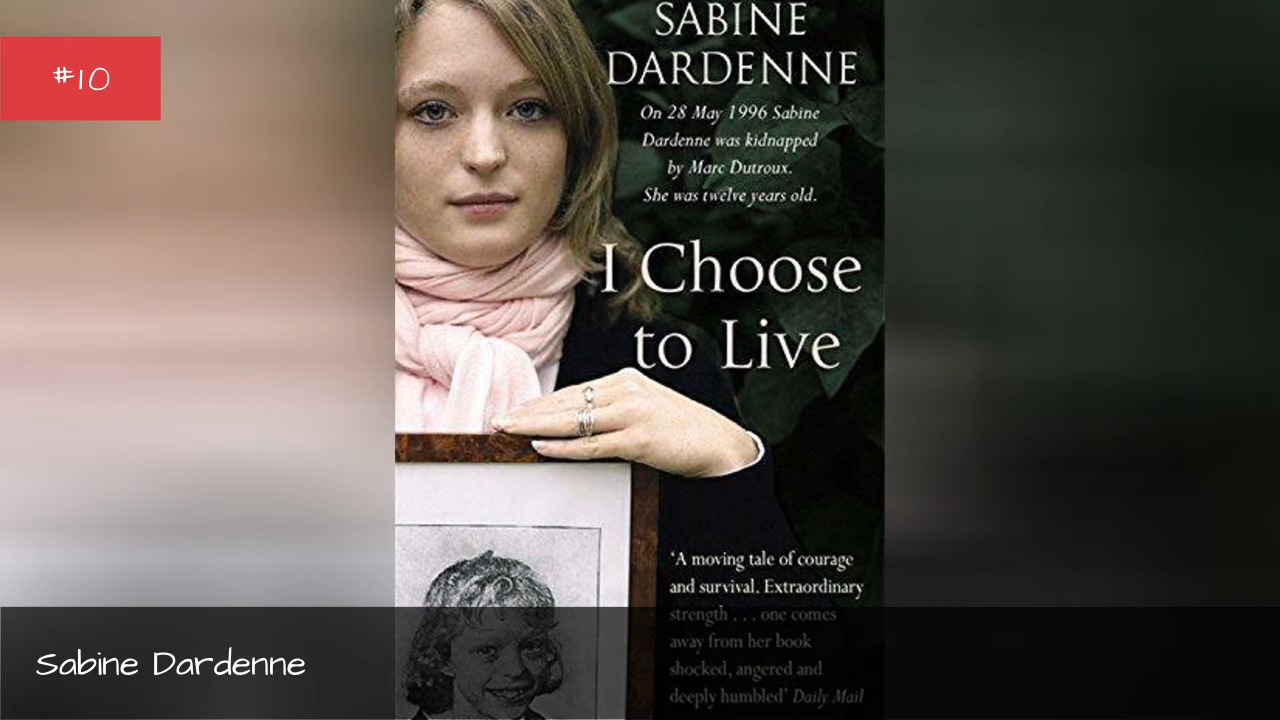 #10
SABINE
DARDENNE
On 28 May 1996 Sabine
Dardenne was kidnapped
by Marc Dutroux.
She was twelve years old.
I Choose
to Live
‘A moving tale of courage
and survival. Extraordinary
strength . . . one comes
away from her book
shocked, angered and
deeply humbled’ Daily Mail
Sabine Dardenne